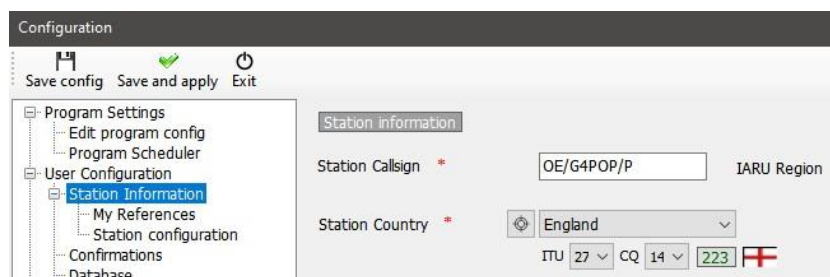 Configuration
Save config Save and apply Exit
Program Settings
Edit program config
Program Scheduler
User Configuration
Station Information
My References
Station configuration
Confirmations
Database
Station information
Station Callsign * OE/G4POP/P IARU Region
Station Country * England
ITU 27 CQ 14 223